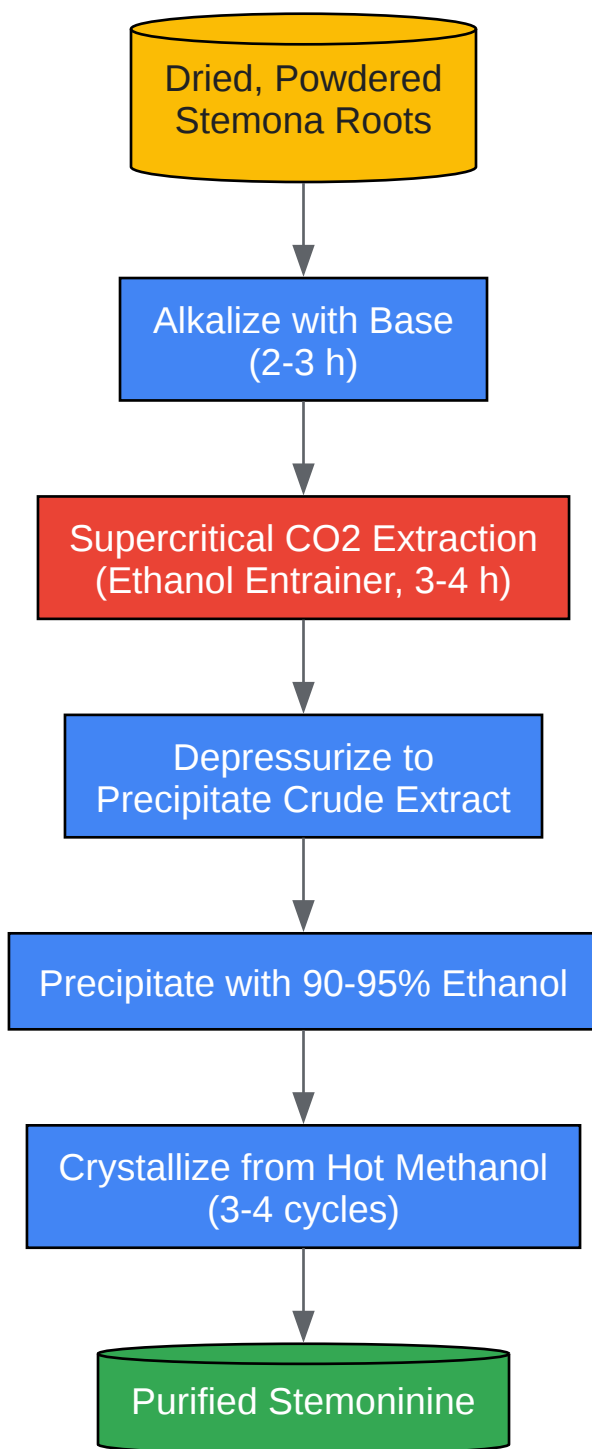 Dried, Powdered
Stemona Roots
Alkalize with Base
(2-3 h)
Supercritical CO2 Extraction
(Ethanol Entrainer, 3-4 h)
Depressurize to
Precipitate Crude Extract
Precipitate with 90-95% Ethanol
Crystallize from Hot Methanol
(3-4 cycles)
Purified Stemoninine